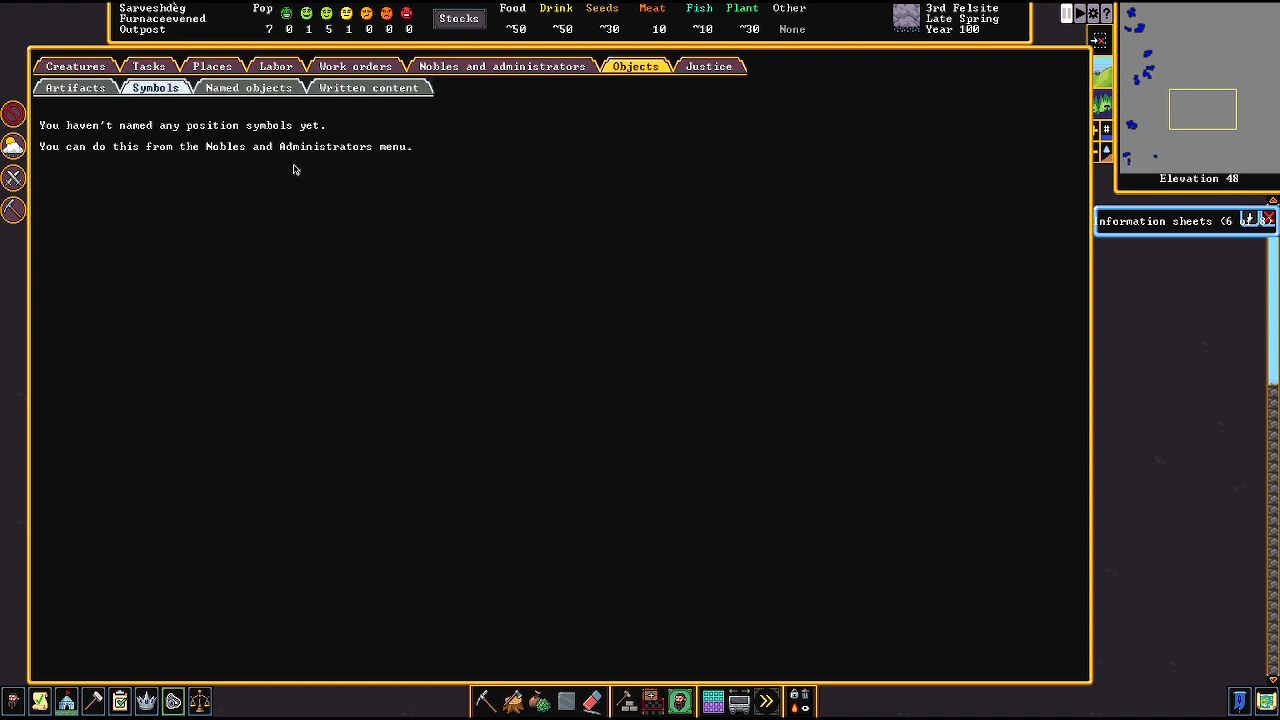 Sarveshdèg
Furnaceevened
Outpost
Pop
7 0 1 5 1 0 0 0
Stocks
Food Drink Seeds Meat Fish Plant Other
~50 ~50 ~30 10 ~10 ~30 None
3rd Felsite
Late Spring
Year 100
Creatures Tasks Places Labor Work orders Nobles and administrators Objects Justice
Artifacts Symbols Named objects Written content
You haven't named any position symbols yet.
You can do this from the Nobles and Administrators menu.
Elevation 48
nformation sheets (6